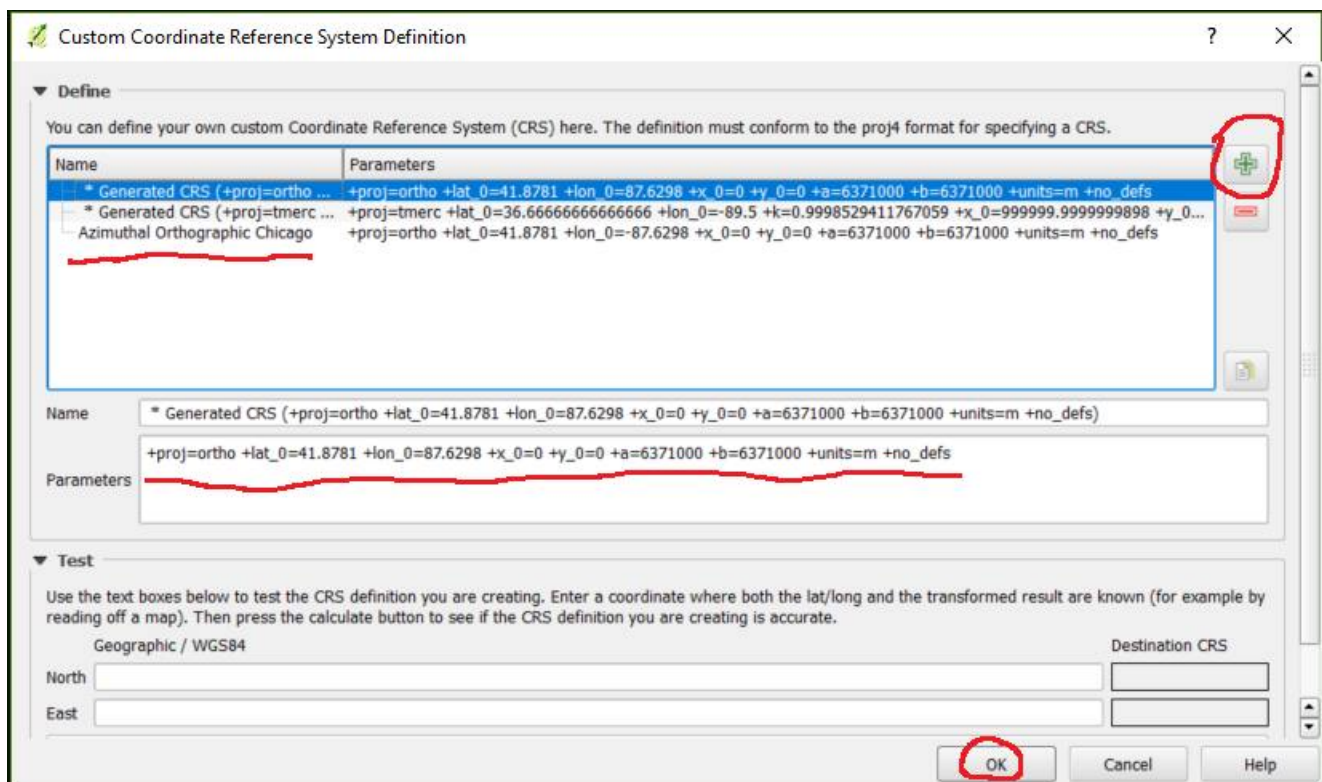 Custom Coordinate Reference System Definition
Define
You can define your own custom Coordinate Reference System (CRS) here. The definition must conform to the proj4 format for specifying a CRS.
Name Parameters
* Generated CRS (+proj=ortho ... +proj=ortho +lat_0=41.8781 +lon_0=87.6298 +x_0=0 +y_0=0 +a=6371000 +b=6371000 +units=m +no_defs
* Generated CRS (+proj=tmerc ... +proj=tmerc +lat_0=36.66666666666666 +lon_0=-89.5 +k=0.9998529411767059 +x_0=999999.9999999898 +y_0...
Azimuthal Orthographic Chicago +proj=ortho +lat_0=41.8781 +lon_0=-87.6298 +x_0=0 +y_0=0 +a=6371000 +b=6371000 +units=m +no_defs
Name * Generated CRS (+proj=ortho +lat_0=41.8781 +lon_0=87.6298 +x_0=0 +y_0=0 +a=6371000 +b=6371000 +units=m +no_defs)
+proj=ortho +lat_0=41.8781 +lon_0=87.6298 +x_0=0 +y_0=0 +a=6371000 +b=6371000 +units=m +no_defs
Parameters
Test
Use the text boxes below to test the CRS definition you are creating. Enter a coordinate where both the lat/long and the transformed result are known (for example by
reading off a map). Then press the calculate button to see if the CRS definition you are creating is accurate.
Geographic / WGS84 Destination CRS
North
East
OK Cancel Help